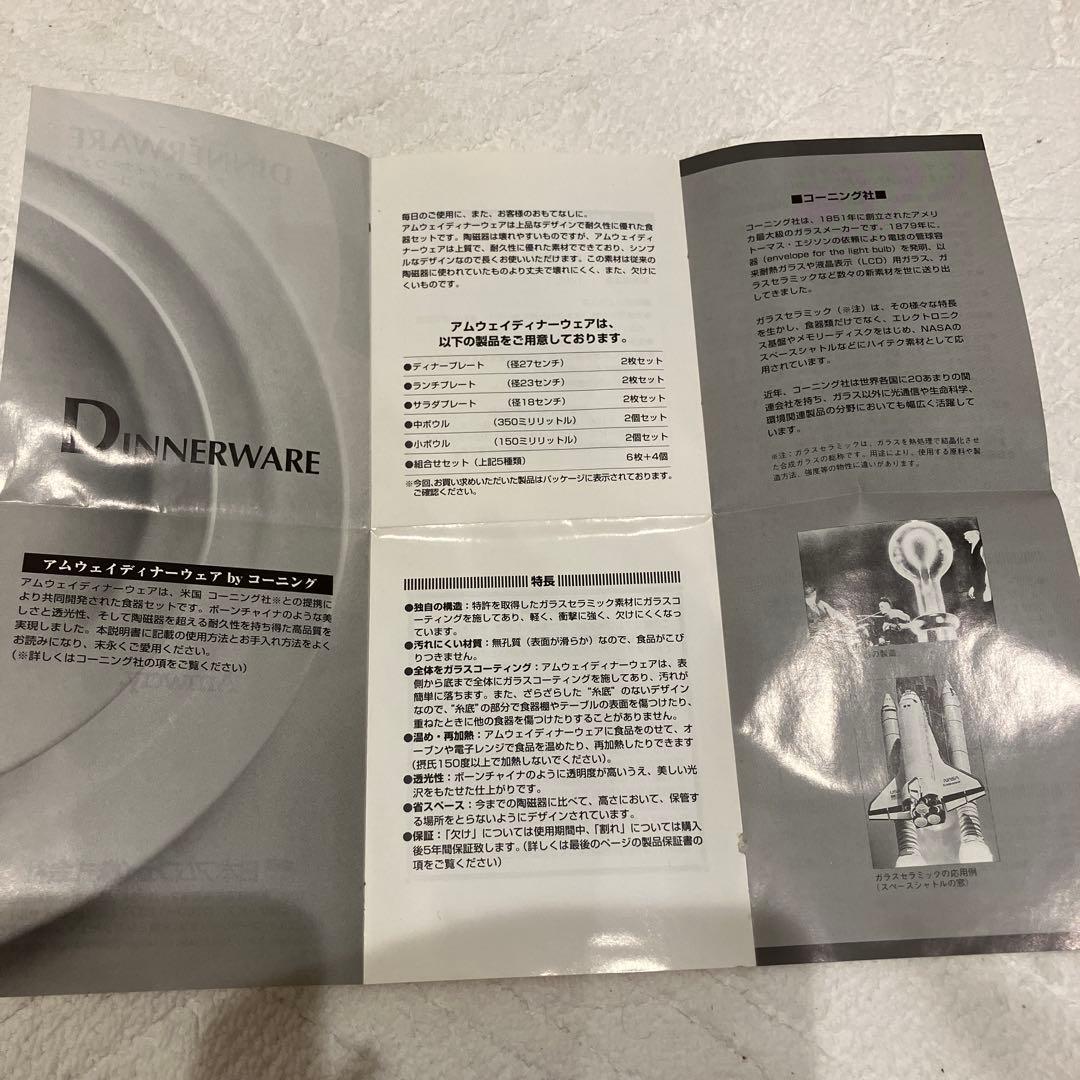 DINNERWARE
アムウェイディナーウェア by コーニング
アムウェイディナーウェアは、米国 コーニング社※との提携に
より共同開発された食器セットです。ボーンチャイナのような美
しさと透光性、そして陶磁器を超える耐久性を持ち得た高品質を
実現しました。本説明書に記載の使用方法とお手入れ方法をよく
お読みになり、末永くご愛用ください。
(※詳しくはコーニング社の項をご覧ください)
毎日のご使用に、また、お客様のおもてなしに。
アムウェイディナーウェアは上品なデザインで耐久性に優れた食
器セットです。陶磁器は壊れやすいものですが、アムウェイディ
ナーウェアは上質で、耐久性に優れた素材でできており、シンプ
ルなデザインなので長くお使いいただけます。この素材は従来の
陶磁器に使われていたものより丈夫で壊れにくく、また、欠けに
くいものです。
アムウェイディナーウェアは、
以下の製品をご用意しております。
●ディナープレート (径27センチ) 2枚セット
●ランチプレート (径23センチ) 2枚セット
●サラダプレート (径18センチ) 2枚セット
●中ボウル (350ミリリットル) 2個セット
●小ボウル (150ミリリットル) 2個セット
●組合せセット(上記5種類) 6枚+4個
※今回、お買い求めいただいた製品はパッケージに表示されております。
ご確認ください。
特長
●独自の構造：特許を取得したガラスセラミック素材にガラスコ
ーティングを施してあり、軽く、衝撃に強く、欠けにくくなっ
ています。
●汚れにくい材質：無孔質(表面が滑らか)なので、食品がこび
りつきません。
●全体をガラスコーティング：アムウェイディナーウェアは、表
側から底まで全体にガラスコーティングを施してあり、汚れが
簡単に落ちます。また、ざらざらした“糸底”のないデザイン
なので、“糸底”の部分で食器棚やテーブルの表面を傷つけたり、
重ねたときに他の食器を傷つけたりすることがありません。
●温め・再加熱：アムウェイディナーウェアに食品をのせて、オ
ーブンや電子レンジで食品を温めたり、再加熱したりできます
(摂氏150度以上で加熱しないでください)。
●透光性：ボーンチャイナのように透明度が高いうえ、美しい光
沢をもたせた仕上がりです。
●省スペース：今までの陶磁器に比べて、高さにおいて、保管す
る場所をとらないようにデザインされています。
●保証：「欠け」については使用期間中、「割れ」については購入
後5年間保証致します。(詳しくは最後のページの製品保証書の
項をご覧ください)
■コーニング社■
コーニング社は、1851年に創立されたアメリ
カ最大級のガラスメーカーです。1879年に、
トーマス・エジソンの依頼により電球の管球容
器(envelope for the light bulb)を発明、以
来耐熱ガラスや液晶表示(LCD)用ガラス、ガ
ラスセラミックなど数々の新素材を世に送り出
してきました。
ガラスセラミック(※注)は、その様々な特長
を生かし、食器類だけでなく、エレクトロニク
ス基盤やメモリーディスクをはじめ、NASAの
スペースシャトルなどにハイテク素材として応
用されています。
近年、コーニング社は世界各国に20あまりの関
連会社を持ち、ガラス以外に光通信や生命科学、
環境関連製品の分野においても幅広く活躍して
います。
※注：ガラスセラミックは、ガラスを熱処理で結晶化させ
た合成ガラスの総称です。用途により、使用する原料や製
造方法、強度等の物性に違いがあります。
の製造
NASA
ガラスセラミックの応用例
(スペースシャトルの窓)